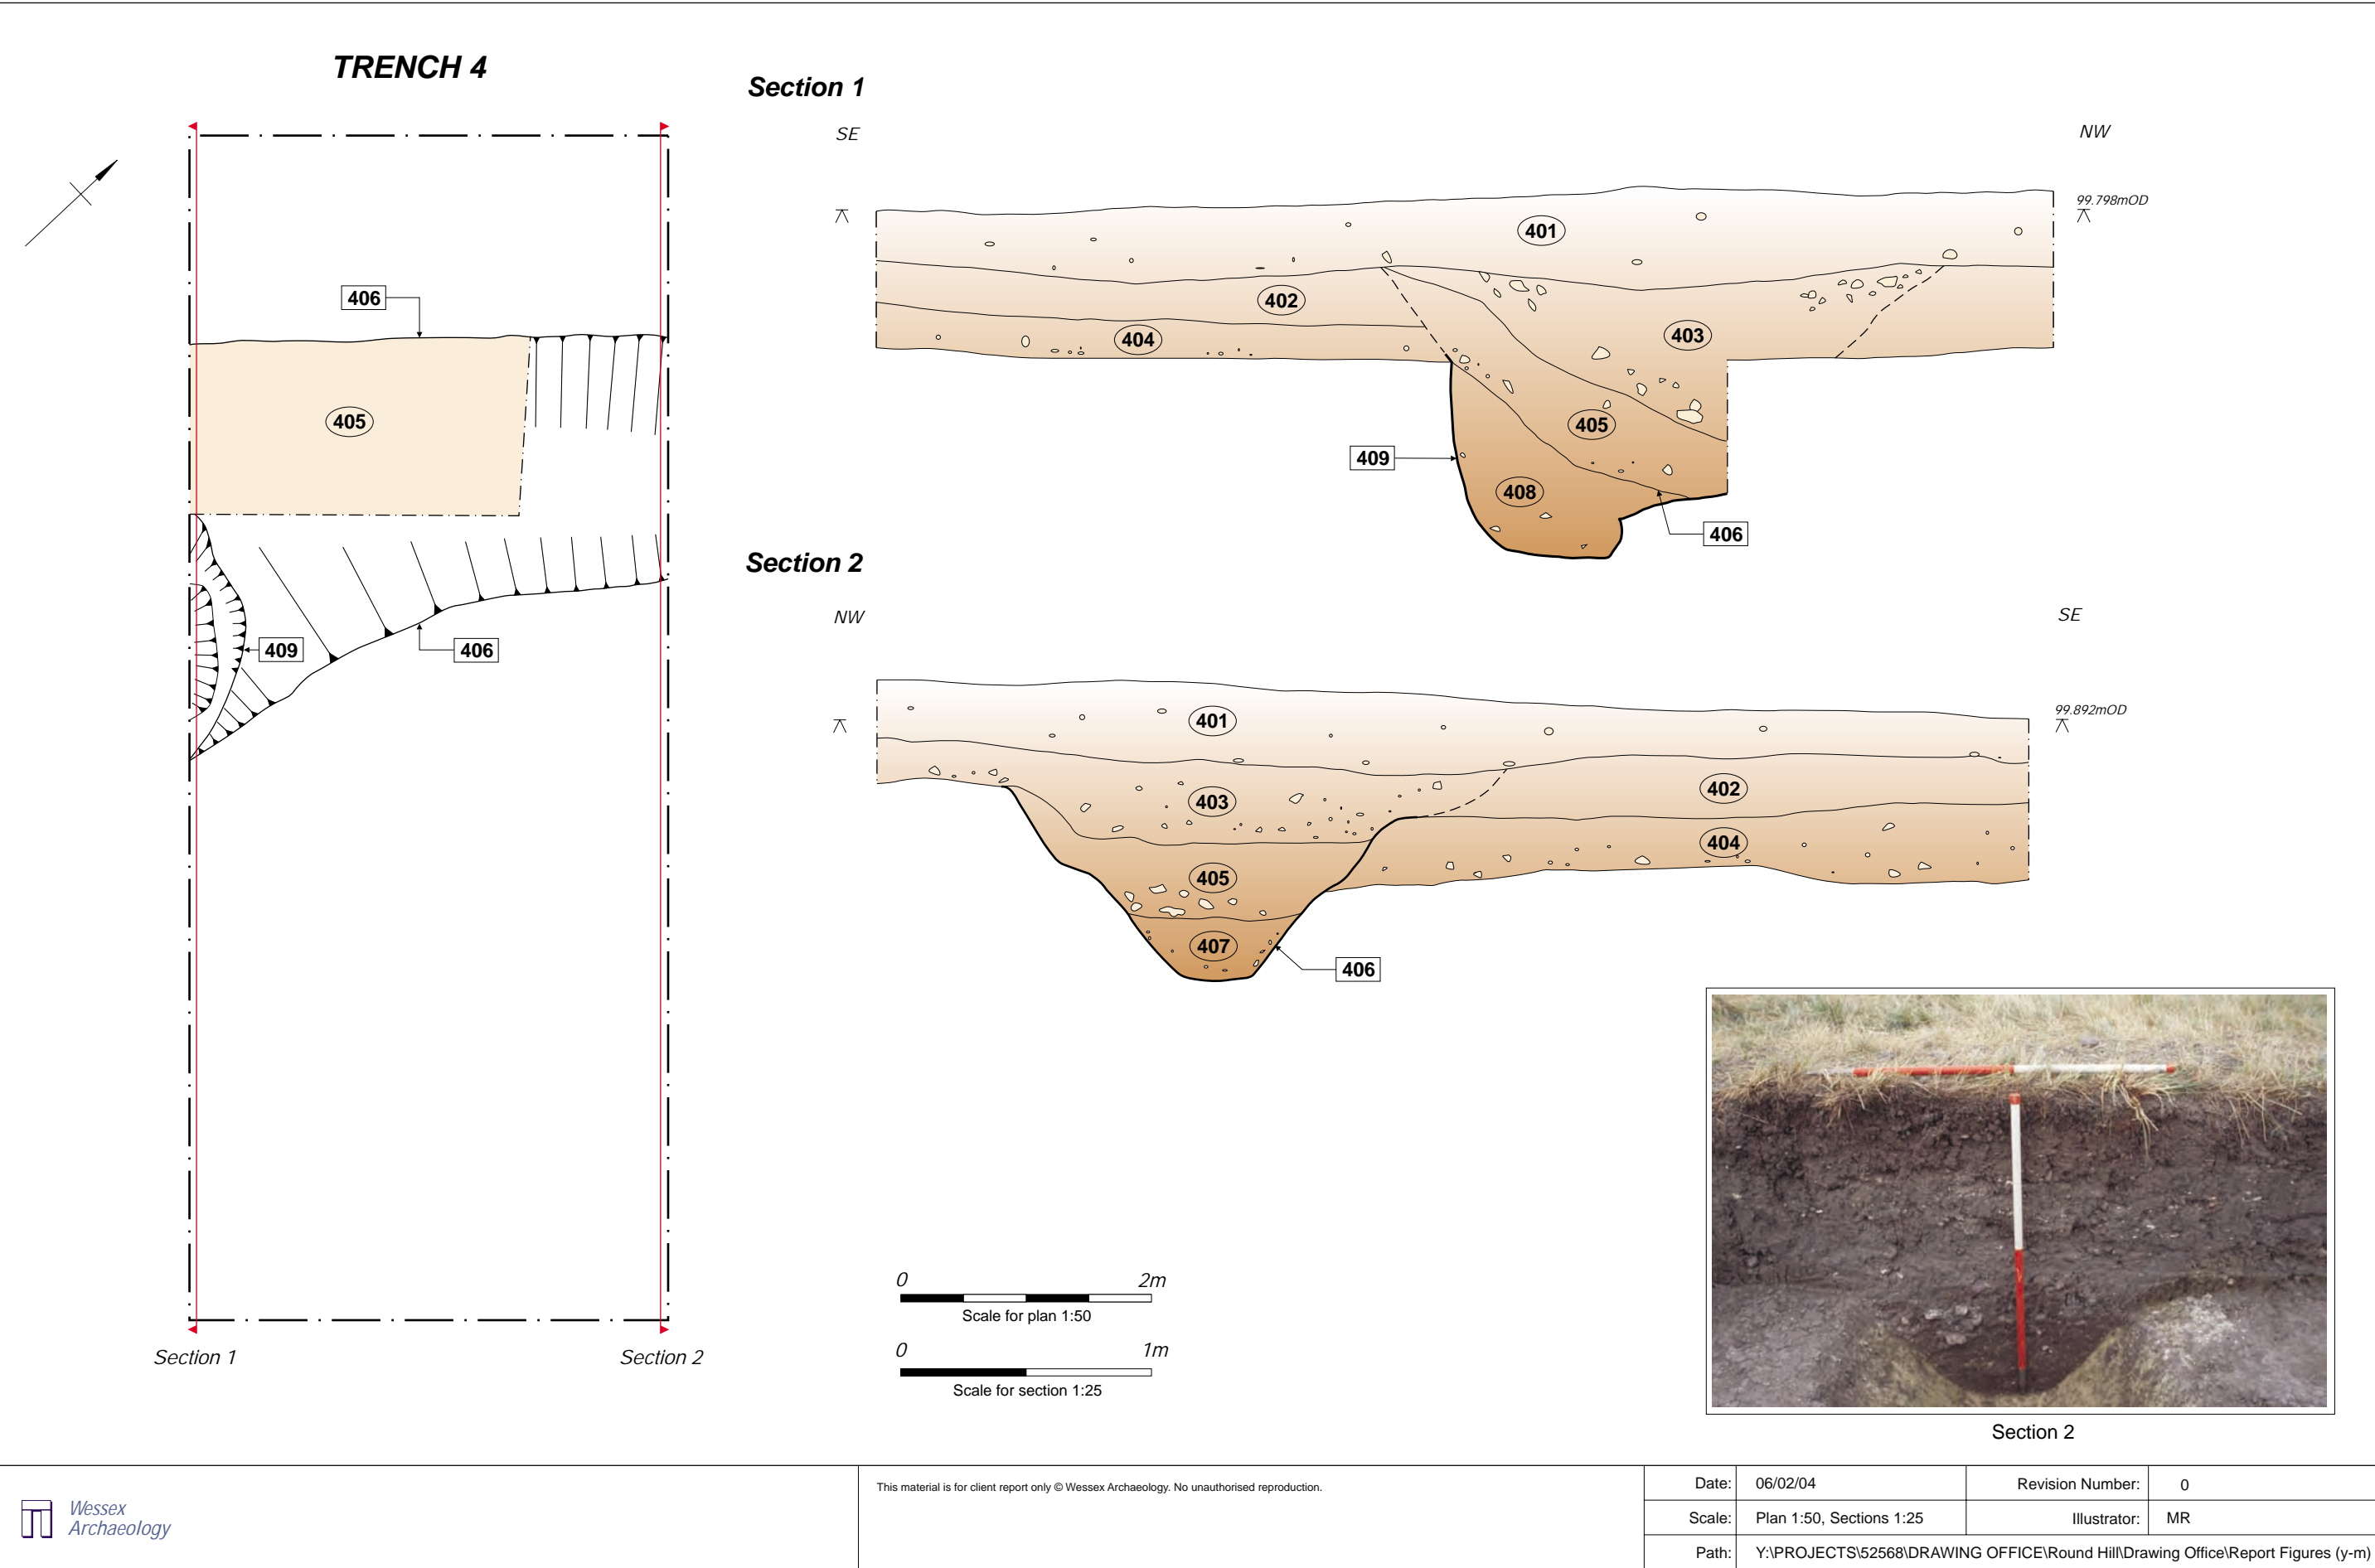 TRENCH 4
406
405
409
406
Section 1
Section 2
Section 1
SE
NW
99.798mOD
401
402
404
403
405
409
408
406
Section 2
NW
SE
99.892mOD
401
403
402
404
405
407
406
0 2m
Scale for plan 1:50
0 1m
Scale for section 1:25
Section 2
Wessex
Archaeology
This material is for client report only © Wessex Archaeology. No unauthorised reproduction.
Date: 06/02/04 Revision Number: 0
Scale: Plan 1:50, Sections 1:25 Illustrator: MR
Path: Y:\PROJECTS\52568\DRAWING OFFICE\Round Hill\Drawing Office\Report Figures (y-m)